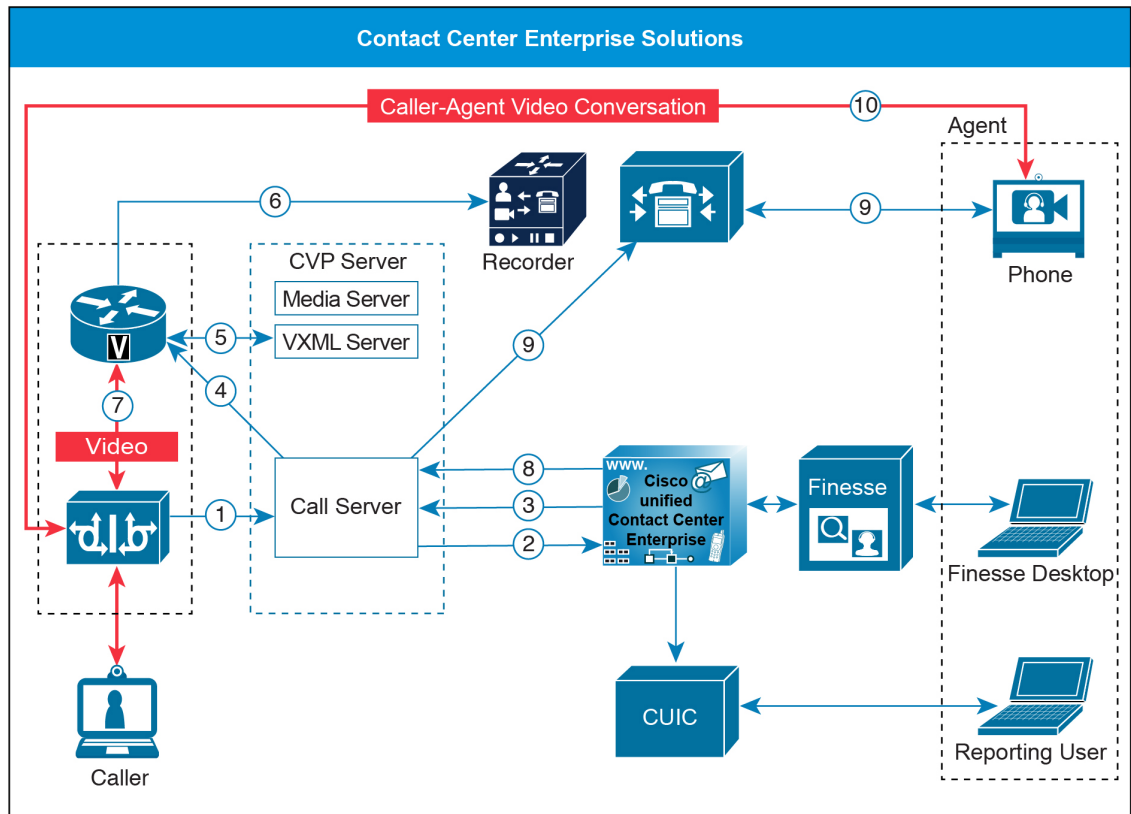 Contact Center Enterprise Solutions
Caller-Agent Video Conversation
10
Agent
6
9
Recorder
Phone
CVP Server
Media Server
VXML Server
5
9
4
V
7
Video
1
Call Server
8
3
2
www.
Cisco
unified
Contact Center
Enterprise
@
Finesse
Finesse Desktop
CUIC
Caller
Reporting User